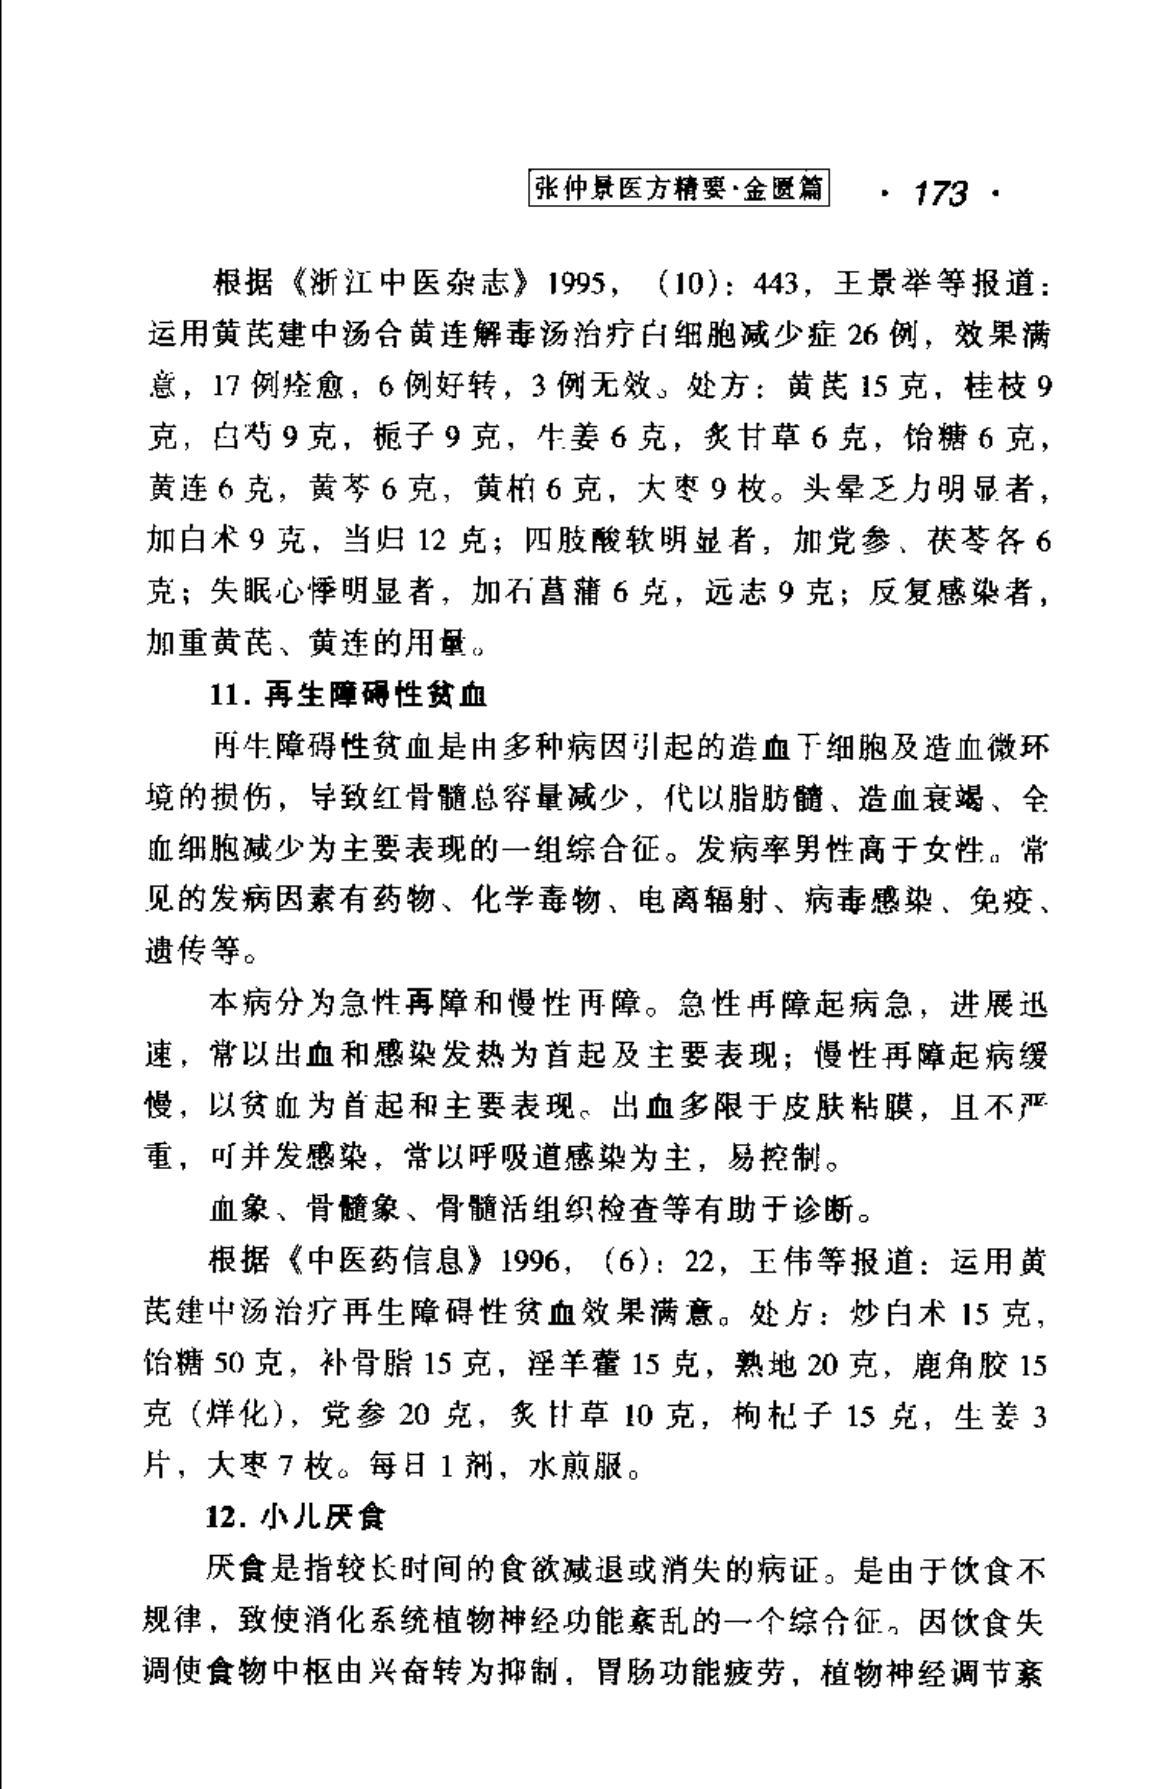 张仲景医方精要·金匮篇 · 173 ·
根据《浙江中医杂志》1995，（10）：443，王景举等报道：
运用黄芪建中汤合黄连解毒汤治疗白细胞减少症 26 例，效果满
意，17 例痊愈，6 例好转，3 例无效。处方：黄芪 15 克，桂枝 9
克，白芍 9 克，栀子 9 克，生姜 6 克，炙甘草 6 克，饴糖 6 克，
黄连 6 克，黄芩 6 克，黄柏 6 克，大枣 9 枚。头晕乏力明显者，
加白术 9 克，当归 12 克；四肢酸软明显者，加党参、茯苓各 6
克；失眠心悸明显者，加石菖蒲 6 克，远志 9 克；反复感染者，
加重黄芪、黄连的用量。
11. 再生障碍性贫血
再生障碍性贫血是由多种病因引起的造血干细胞及造血微环
境的损伤，导致红骨髓总容量减少，代以脂肪髓、造血衰竭、全
血细胞减少为主要表现的一组综合征。发病率男性高于女性。常
见的发病因素有药物、化学毒物、电离辐射、病毒感染、免疫、
遗传等。
本病分为急性再障和慢性再障。急性再障起病急，进展迅
速，常以出血和感染发热为首起及主要表现；慢性再障起病缓
慢，以贫血为首起和主要表现。出血多限于皮肤粘膜，且不严
重，可并发感染，常以呼吸道感染为主，易控制。
血象、骨髓象、骨髓活组织检查等有助于诊断。
根据《中医药信息》1996，（6）：22，王伟等报道：运用黄
芪建中汤治疗再生障碍性贫血效果满意。处方：炒白术 15 克，
饴糖 50 克，补骨脂 15 克，淫羊藿 15 克，熟地 20 克，鹿角胶 15
克（烊化），党参 20 克，炙甘草 10 克，枸杞子 15 克，生姜 3
片，大枣 7 枚。每日 1 剂，水煎服。
12. 小儿厌食
厌食是指较长时间的食欲减退或消失的病证。是由于饮食不
规律，致使消化系统植物神经功能紊乱的一个综合征。因饮食失
调使食物中枢由兴奋转为抑制，胃肠功能疲劳，植物神经调节紊